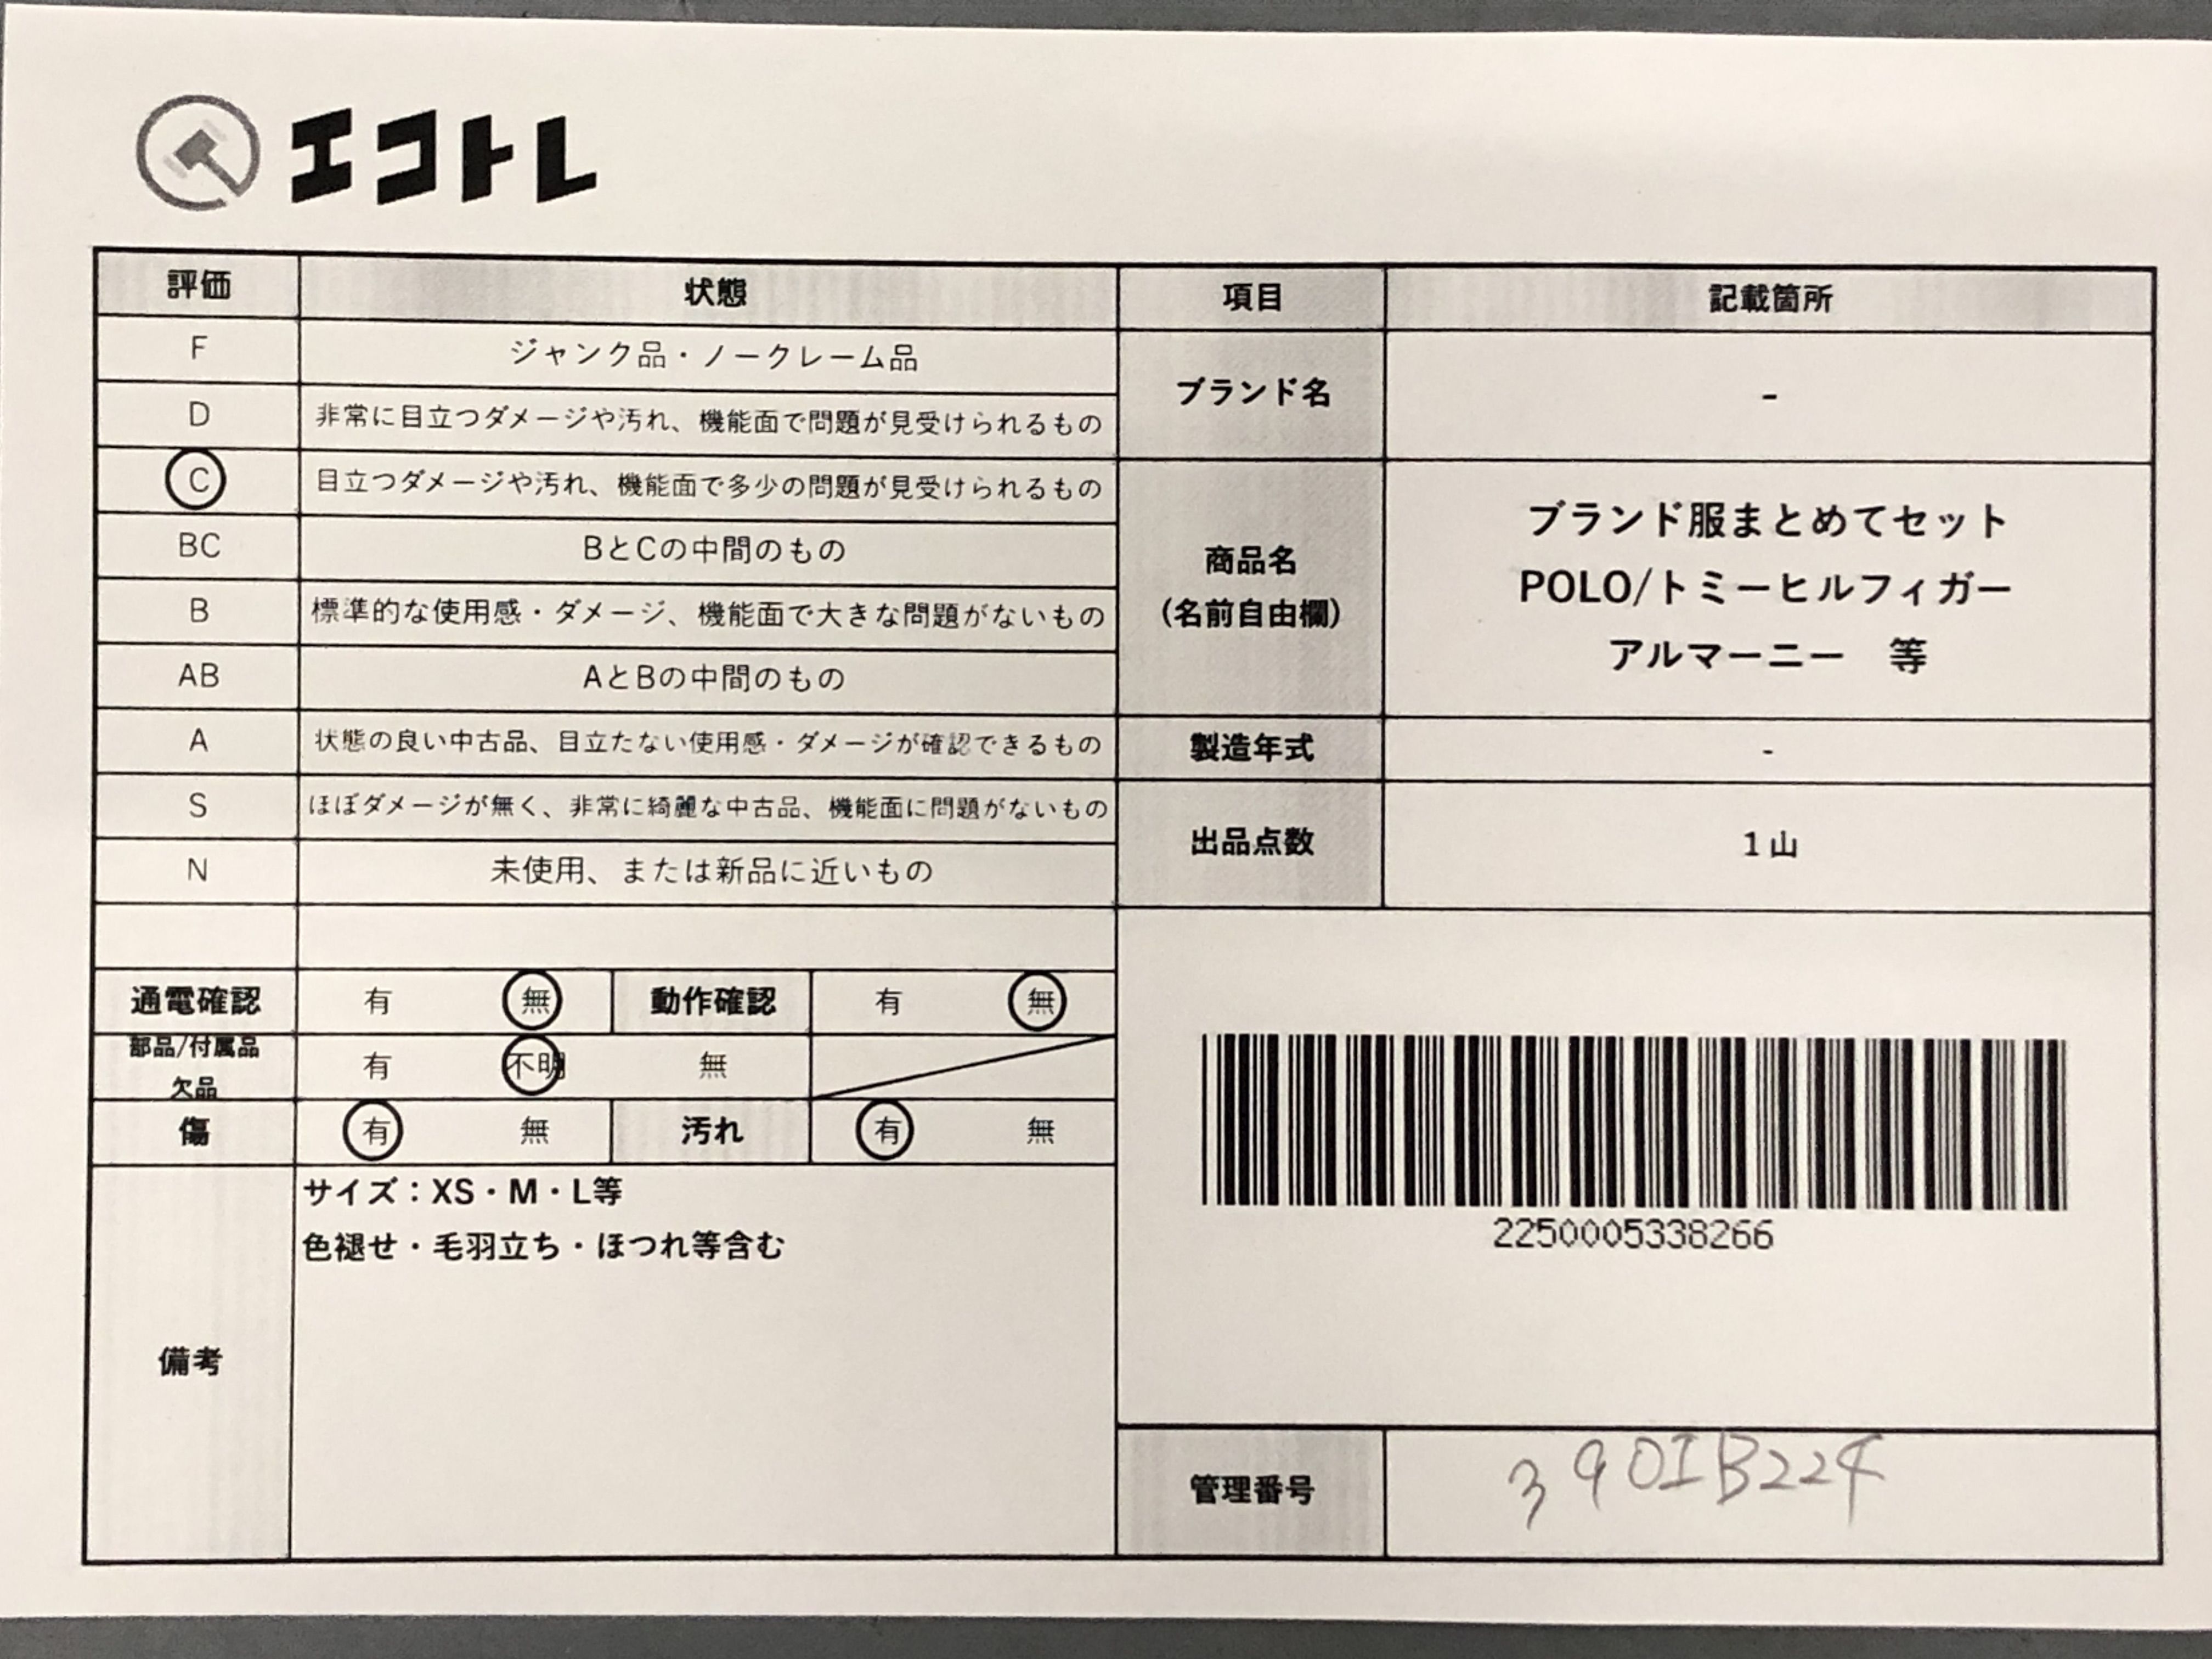 エコトレ
評価 状態 項目 記載箇所
F ジャンク品・ノークレーム品
D 非常に目立つダメージや汚れ、機能面で問題が見受けられるもの
ブランド名 -
C 目立つダメージや汚れ、機能面で多少の問題が見受けられるもの
BC BとCの中間のもの
B 標準的な使用感・ダメージ、機能面で大きな問題がないもの
AB AとBの中間のもの
商品名
(名前自由欄)
ブランド服まとめてセット
POLO/トミーヒルフィガー
アルマーニー 等
A 状態の良い中古品、目立たない使用感・ダメージが確認できるもの
製造年式 -
S ほぼダメージが無く、非常に綺麗な中古品、機能面に問題がないもの
N 未使用、または新品に近いもの
出品点数 1山
通電確認 有 無 動作確認 有 無
部品/付属品
欠品
有 不明 無
傷 有 無 汚れ 有 無
備考
サイズ：XS・M・L等
色褪せ・毛羽立ち・ほつれ等含む
2250005338266
管理番号 390IB224